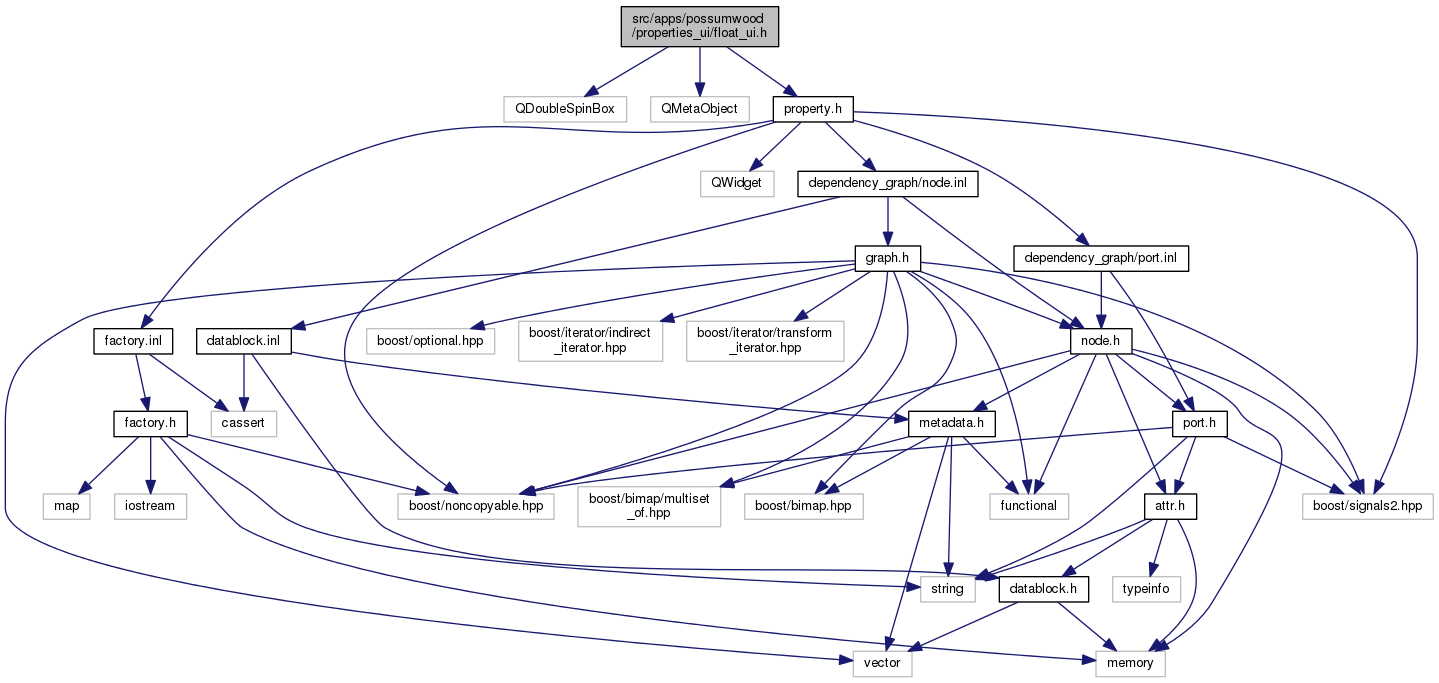 src/apps/possumwood
/properties_ui/float_ui.h
QDoubleSpinBox
QMetaObject
property.h
QWidget
dependency_graph/node.inl
graph.h
dependency_graph/port.inl
factory.inl
datablock.inl
boost/optional.hpp
boost/iterator/indirect
_iterator.hpp
boost/iterator/transform
_iterator.hpp
node.h
factory.h
cassert
metadata.h
port.h
map
iostream
boost/noncopyable.hpp
boost/bimap/multiset
_of.hpp
boost/bimap.hpp
functional
attr.h
boost/signals2.hpp
string
datablock.h
typeinfo
vector
memory